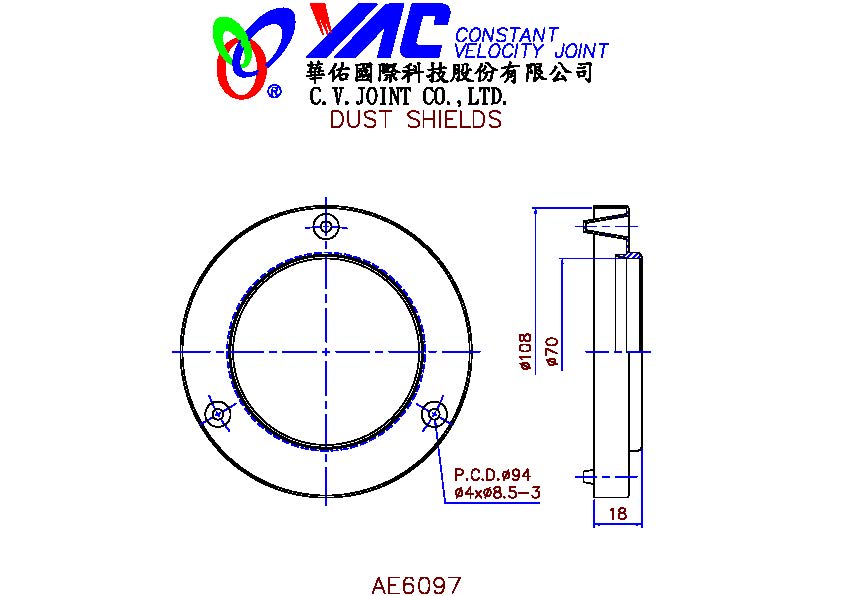 YAC CONSTANT
VELOCITY JOINT
®
華佑國際科技股份有限公司
C.V.JOINT CO.,LTD.
DUST SHIELDS
ø108
ø70
P.C.D.ø94
ø4xø8.5-3
18
AE6097